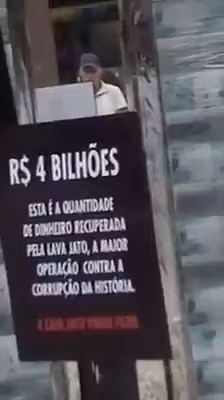 R$ 4 BILHÕES
ESTA É A QUANTIDADE
DE DINHEIRO RECUPERADA
PELA LAVA JATO, A MAIOR
OPERAÇÃO CONTRA A
CORRUPÇÃO DA HISTÓRIA.